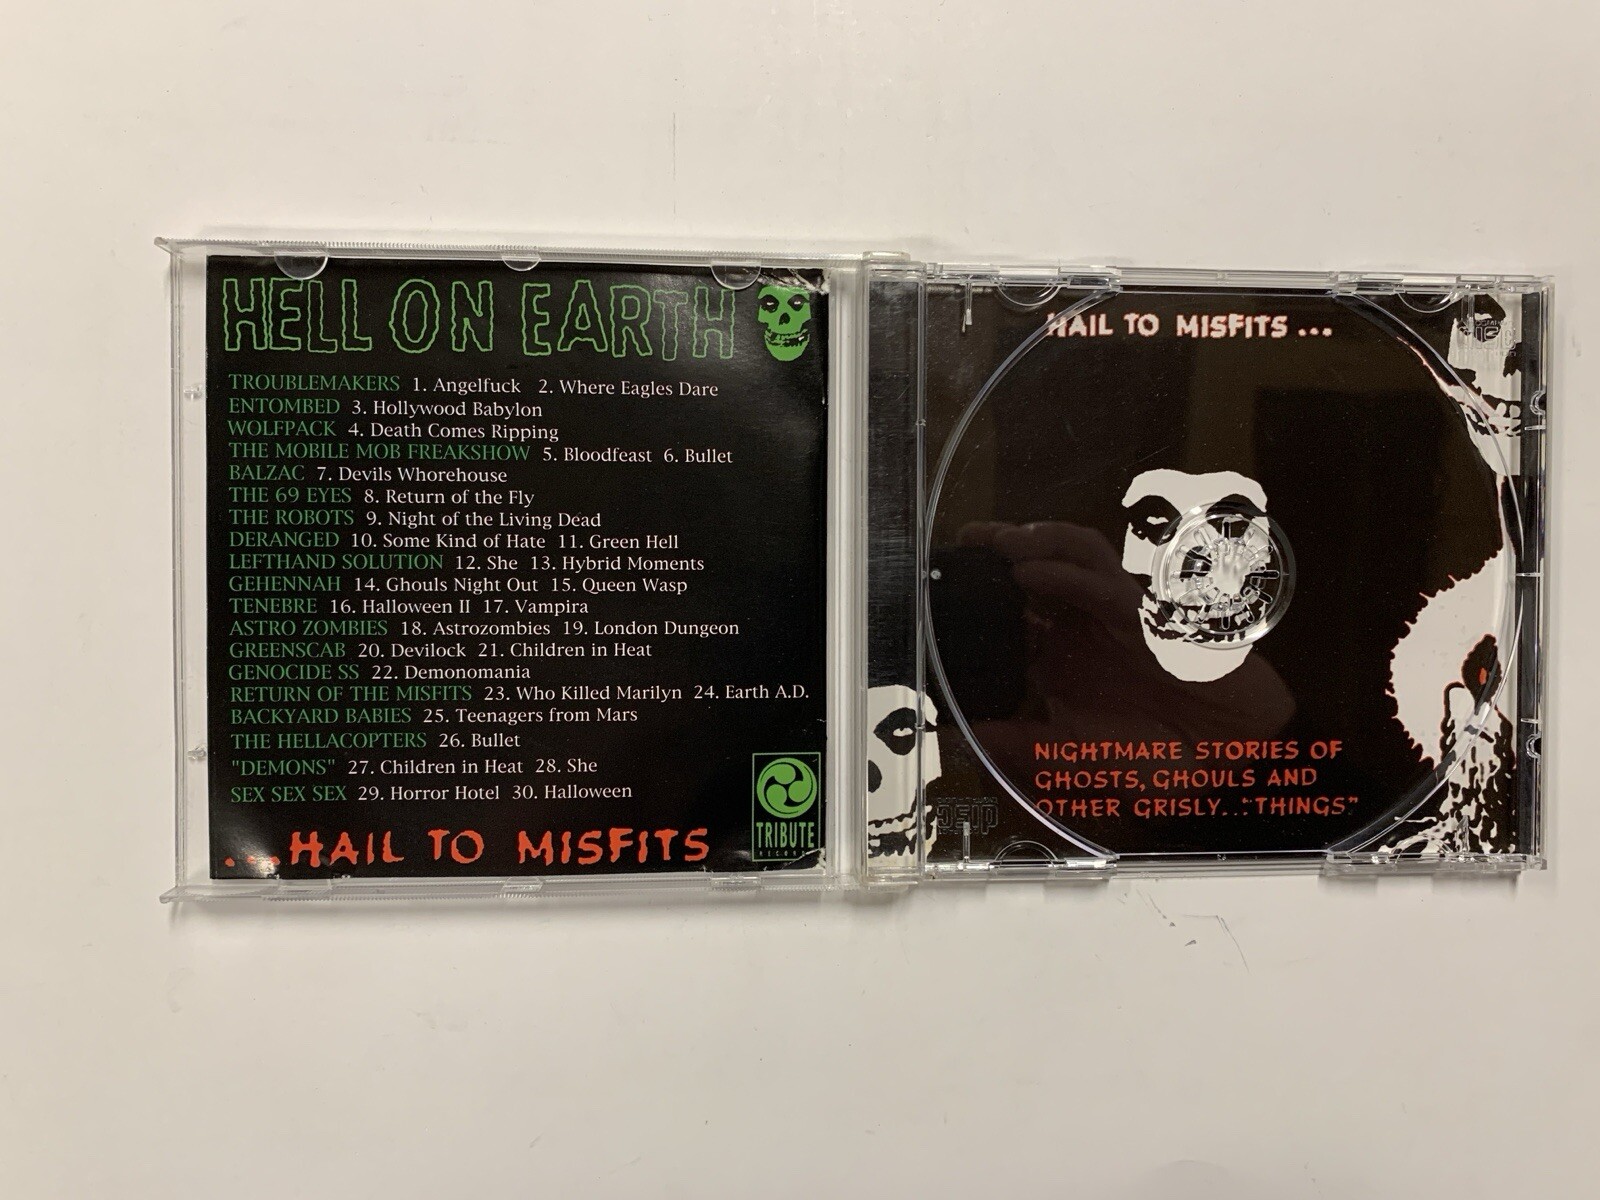 HELL ON EARTH
TROUBLEMAKERS 1. Angelfuck 2. Where Eagles Dare
ENTOMBED 3. Hollywood Babylon
WOLFPACK 4. Death Comes Ripping
THE MOBILE MOB FREAKSHOW 5. Bloodfeast 6. Bullet
BALZAC 7. Devils Whorehouse
THE 69 EYES 8. Return of the Fly
THE ROBOTS 9. Night of the Living Dead
DERANGED 10. Some Kind of Hate 11. Green Hell
LEFTHAND SOLUTION 12. She 13. Hybrid Moments
GEHENNAH 14. Ghouls Night Out 15. Queen Wasp
TENEBRE 16. Halloween II 17. Vampira
ASTRO ZOMBIES 18. Astrozombies 19. London Dungeon
GREENSCAB 20. Devilock 21. Children in Heat
GENOCIDE SS 22. Demonomania
RETURN OF THE MISFITS 23. Who Killed Marilyn 24. Earth A.D.
BACKYARD BABIES 25. Teenagers from Mars
THE HELLACOPTERS 26. Bullet
"DEMONS" 27. Children in Heat 28. She
SEX SEX SEX 29. Horror Hotel 30. Halloween
...HAIL TO MISFITS
TRIBUTE
RECORDS
HAIL TO MISFITS...
NIGHTMARE STORIES OF
GHOSTS, GHOULS AND
OTHER GRISLY..."THINGS"
disc